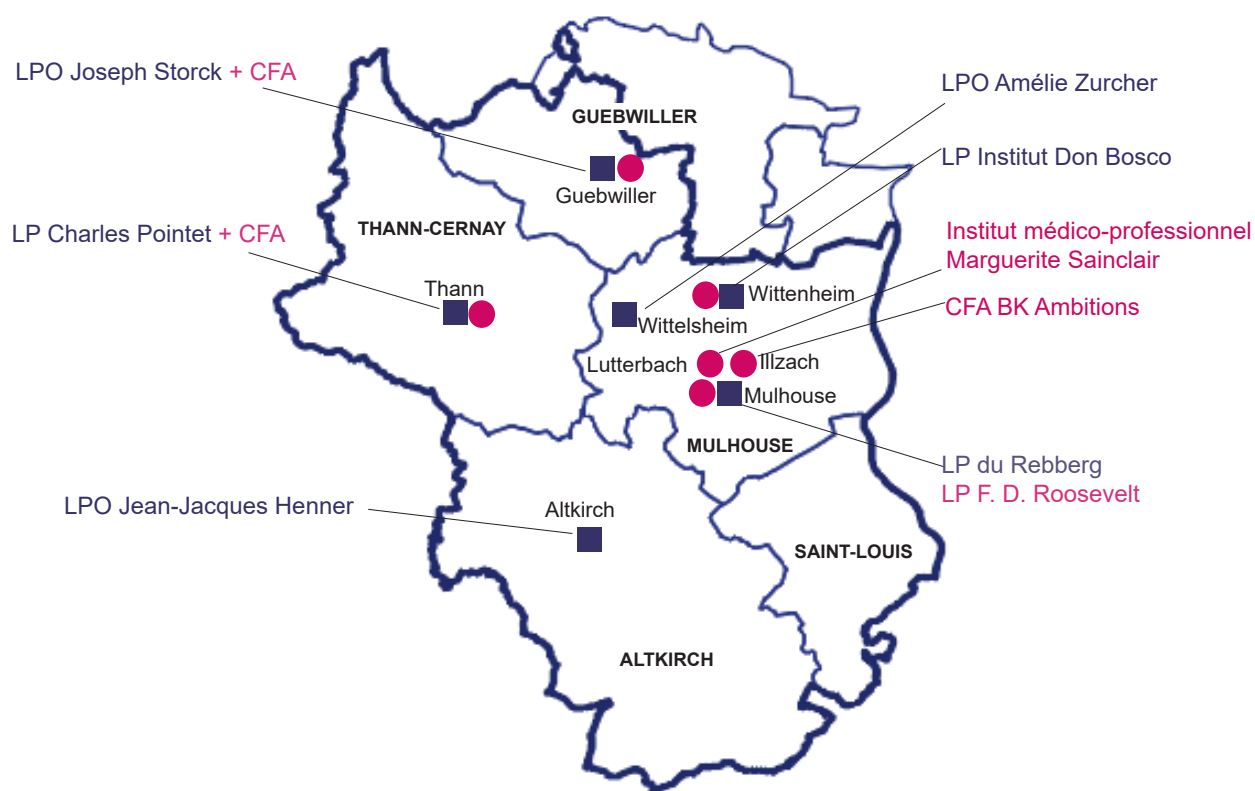 LPO Joseph Storck + CFA
LPO Amélie Zurcher
GUEBWILLER
LP Institut Don Bosco
Guebwiller
LP Charles Pointet + CFA
THANN-CERNAY
Institut médico-professionnel
Marguerite Sainclair
Thann
Wittenheim
CFA BK Ambitions
Wittelsheim
Lutterbach
Illzach
Mulhouse
MULHOUSE
LP du Rebberg
LP F. D. Roosevelt
LPO Jean-Jacques Henner
Altkirch
SAINT-LOUIS
ALTKIRCH